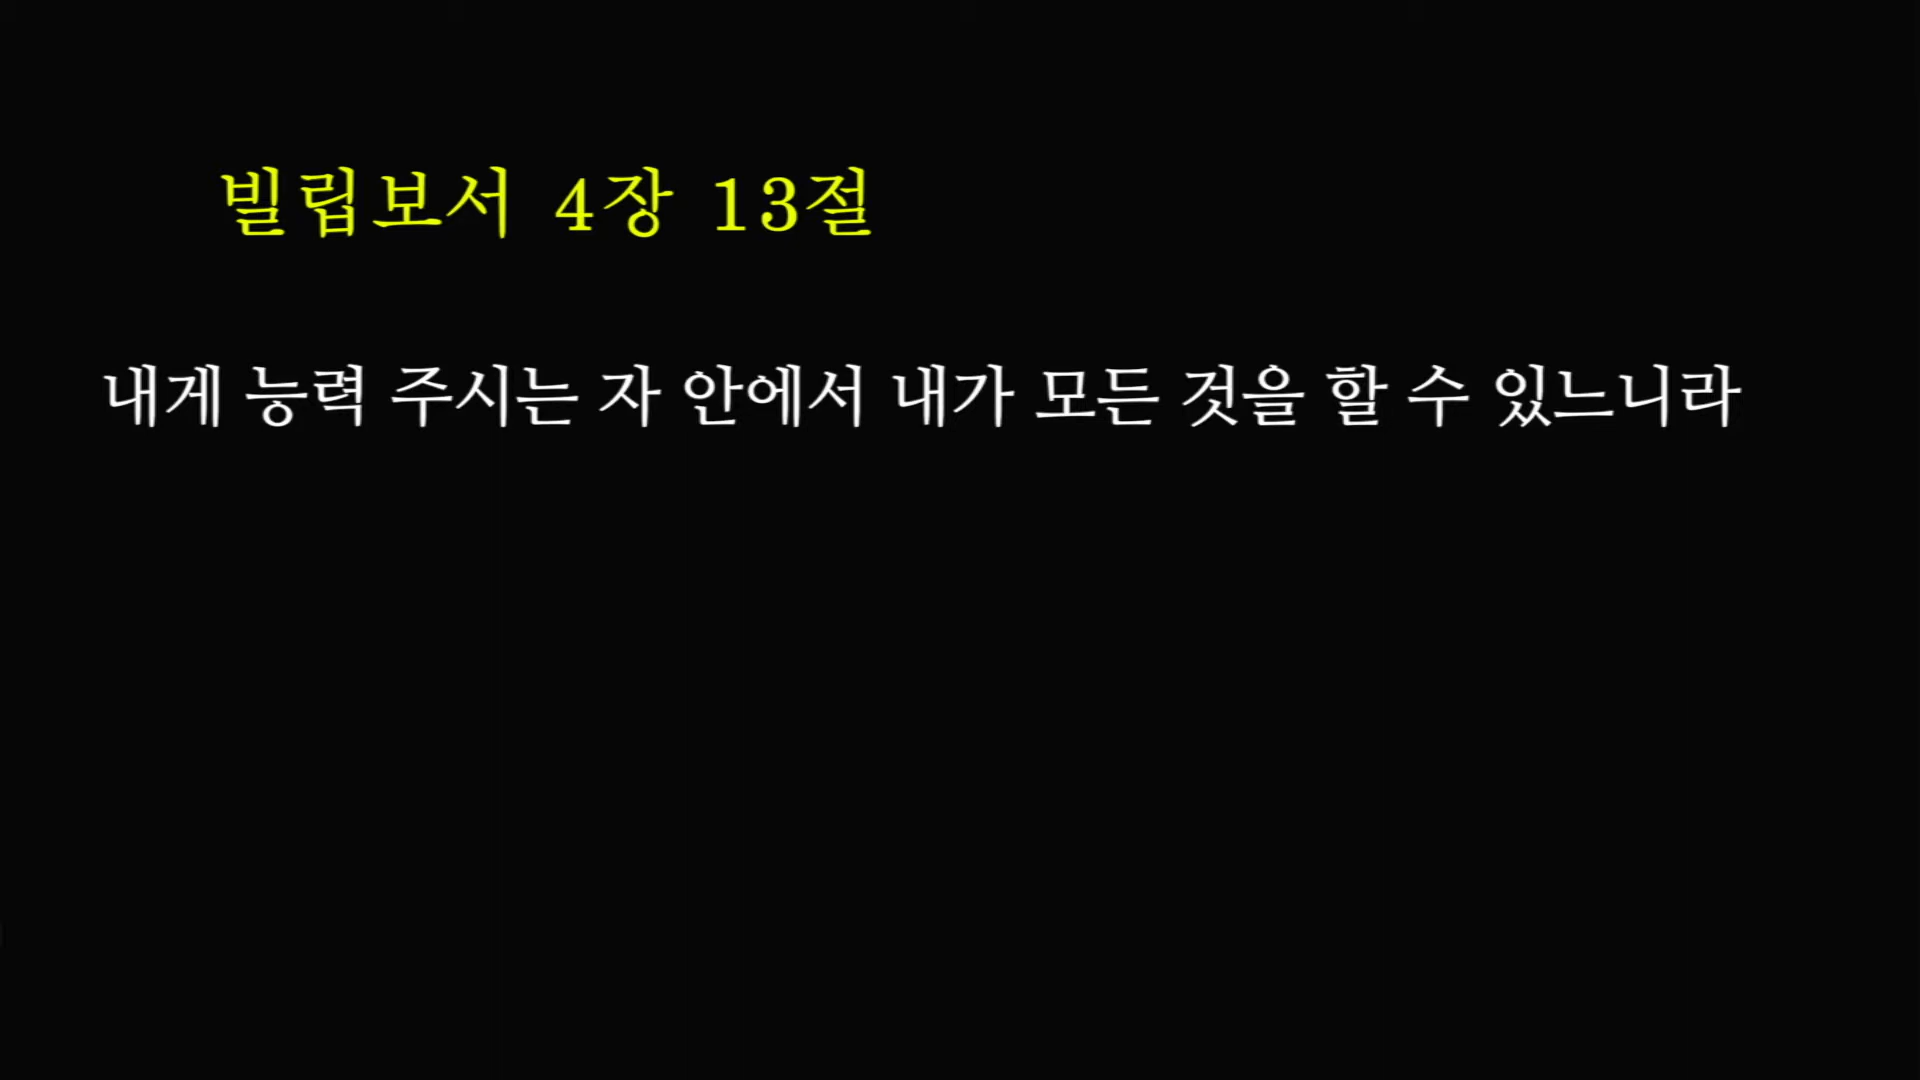 빌립보서 4장 13절
내게 능력 주시는 자 안에서 내가 모든 것을 할 수 있느니라